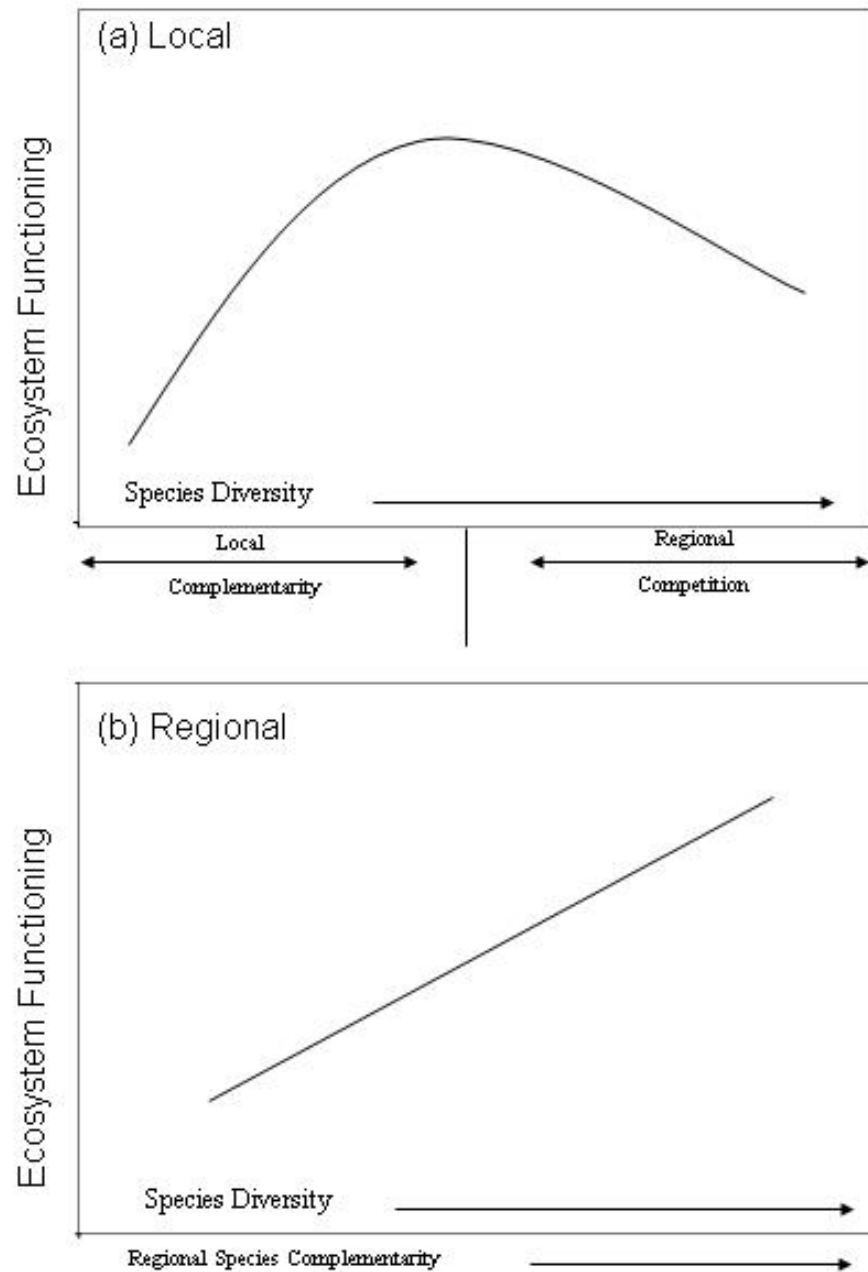 (a) Local
Ecosystem Functioning
Species Diversity
Local
Complementarity
Regional
Competition
(b) Regional
Ecosystem Functioning
Species Diversity
Regional Species Complementarity